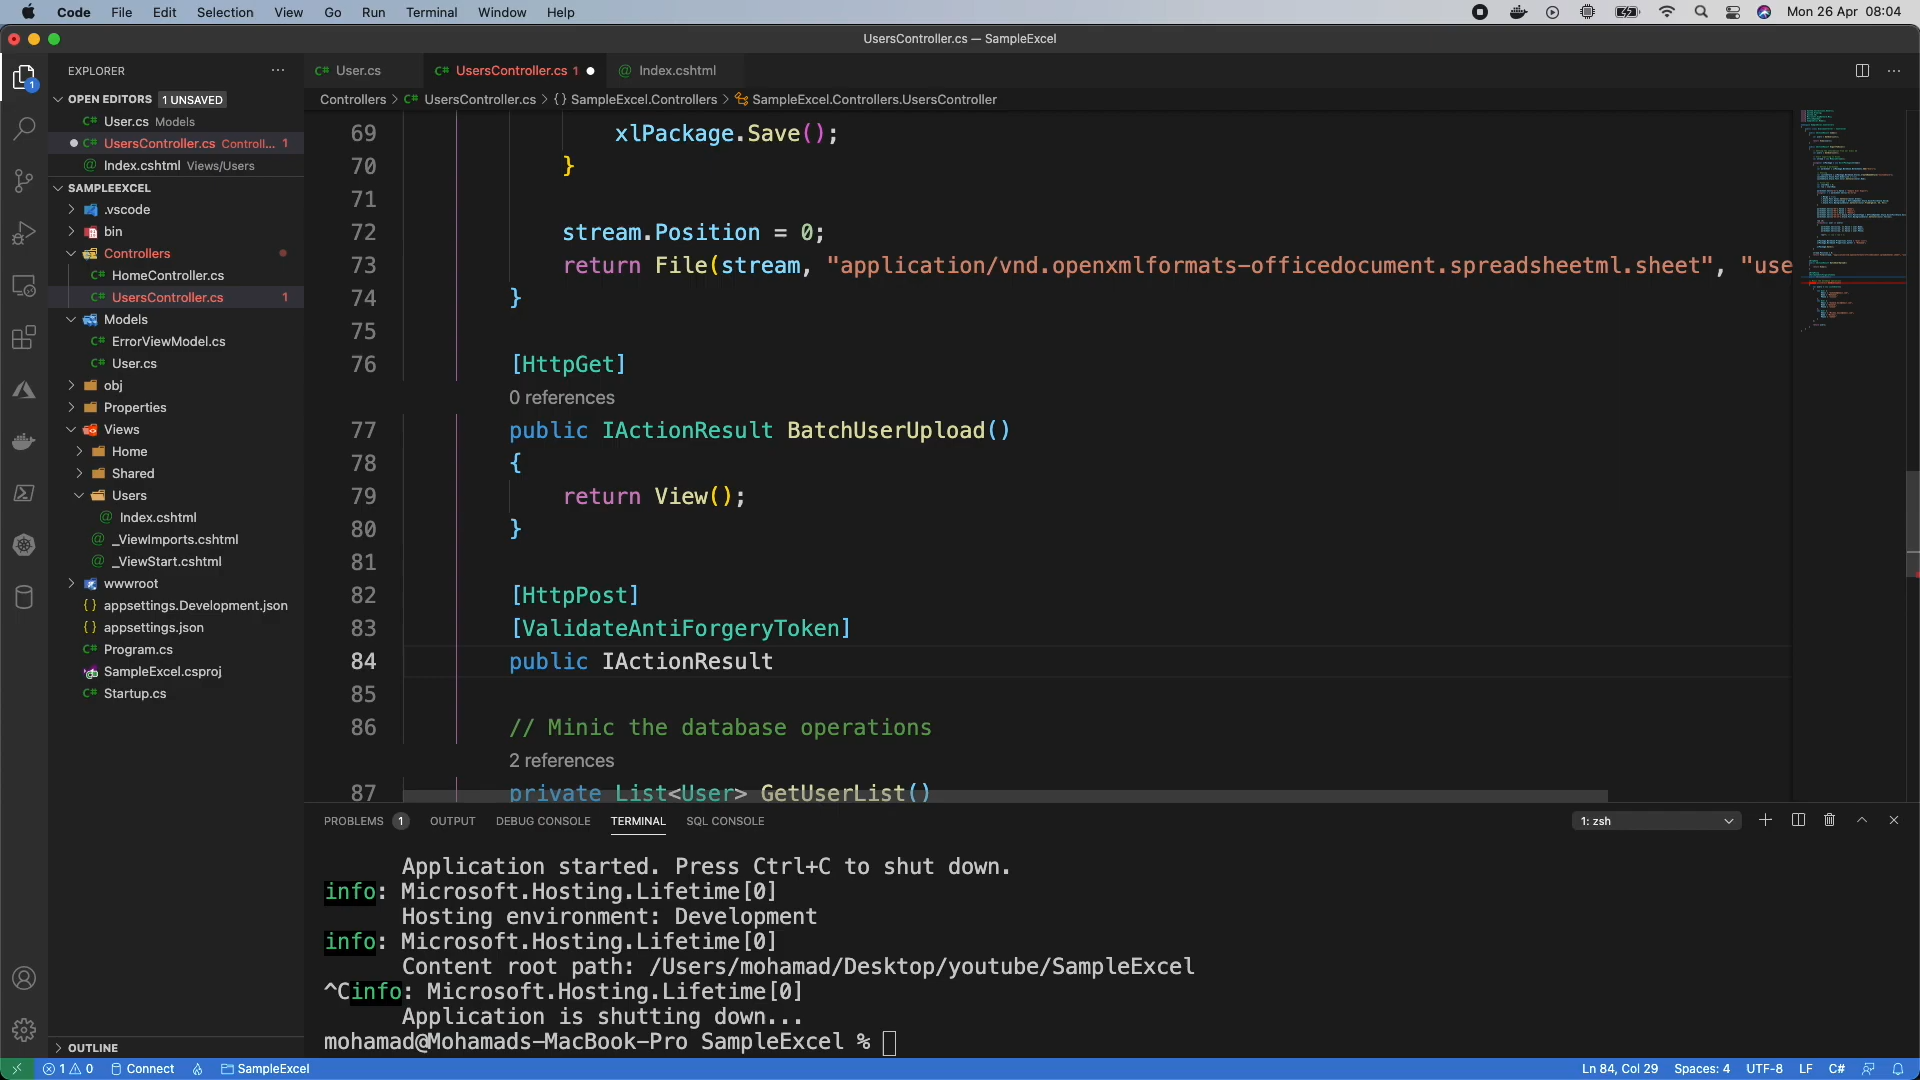 Code File Edit Selection View Go Run Terminal Window Help Mon 26 Apr 08:04
UsersController.cs — SampleExcel
EXPLORER
OPEN EDITORS 1 UNSAVED
User.cs Models
UsersController.cs Controll... 1
Index.cshtml Views/Users
SAMPLEEXCEL
.vscode
bin
Controllers
HomeController.cs
UsersController.cs 1
Models
ErrorViewModel.cs
User.cs
obj
Properties
Views
Home
Shared
Users
Index.cshtml
_ViewImports.cshtml
_ViewStart.cshtml
wwwroot
appsettings.Development.json
appsettings.json
Program.cs
SampleExcel.csproj
Startup.cs
OUTLINE
User.cs UsersController.cs 1 Index.cshtml
Controllers > UsersController.cs > {} SampleExcel.Controllers > SampleExcel.Controllers.UsersController
69 xlPackage.Save();
70 }
71
72 stream.Position = 0;
73 return File(stream, "application/vnd.openxmlformats-officedocument.spreadsheetml.sheet", "use
74 }
75
76 [HttpGet]
0 references
77 public IActionResult BatchUserUpload()
78 {
79 return View();
80 }
81
82 [HttpPost]
83 [ValidateAntiForgeryToken]
84 public IActionResult
85
86 // Minic the database operations
2 references
87 private List<User> GetUserList()
PROBLEMS 1 OUTPUT DEBUG CONSOLE TERMINAL SQL CONSOLE 1: zsh
Application started. Press Ctrl+C to shut down.
info: Microsoft.Hosting.Lifetime[0]
Hosting environment: Development
info: Microsoft.Hosting.Lifetime[0]
Content root path: /Users/mohamad/Desktop/youtube/SampleExcel
^Cinfo: Microsoft.Hosting.Lifetime[0]
Application is shutting down...
mohamad@Mohamads-MacBook-Pro SampleExcel %
1 0 Connect SampleExcel Ln 84, Col 29 Spaces: 4 UTF-8 LF C#